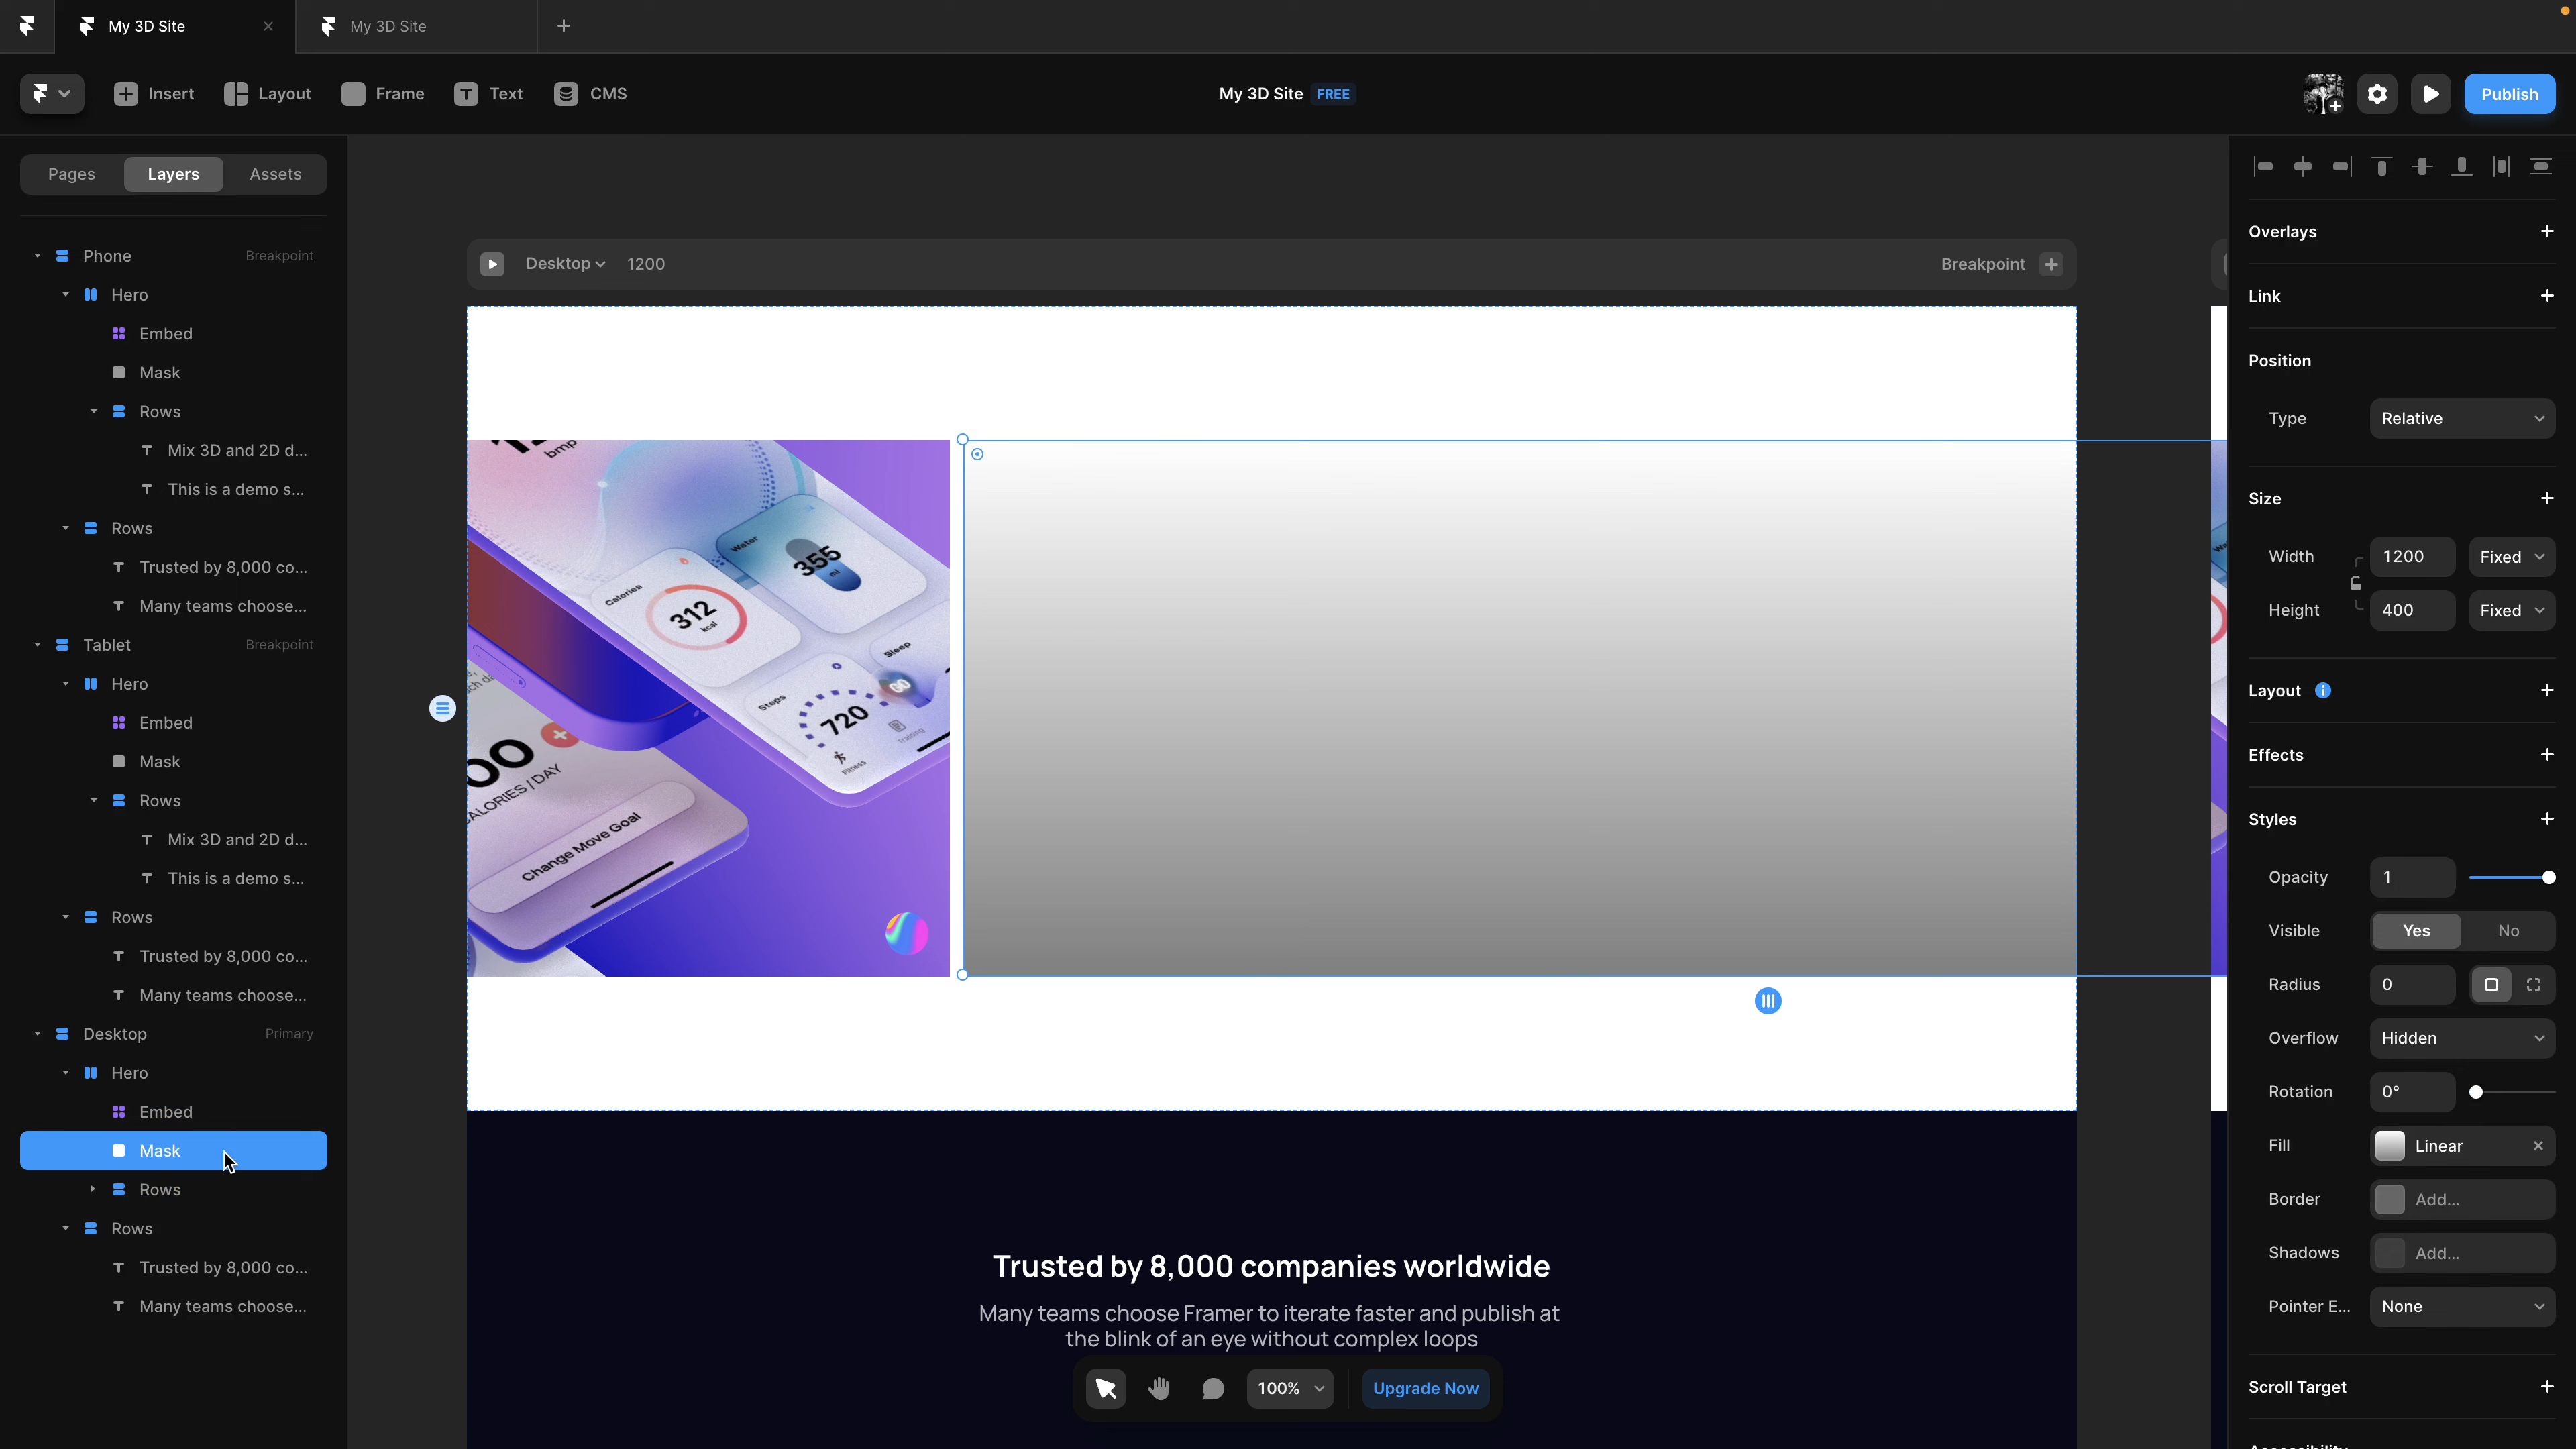 My 3D Site
My 3D Site
Insert
Layout
Frame
Text
CMS
My 3D Site FREE
Publish
Pages
Layers
Assets
Phone Breakpoint
Hero
Embed
Mask
Rows
Mix 3D and 2D d...
This is a demo s...
Rows
Trusted by 8,000 co...
Many teams choose...
Tablet Breakpoint
Hero
Embed
Mask
Rows
Mix 3D and 2D d...
This is a demo s...
Rows
Trusted by 8,000 co...
Many teams choose...
Desktop Primary
Hero
Embed
Mask
Rows
Rows
Trusted by 8,000 co...
Many teams choose...
Desktop 1200
Breakpoint
bmp
Water
355
ml
Calories
312
kcal
Sleep
Steps
720
GO
Training
Fitness
CALORIES/DAY
Change Move Goal
Trusted by 8,000 companies worldwide
Many teams choose Framer to iterate faster and publish at
the blink of an eye without complex loops
100%
Upgrade Now
Overlays
Link
Position
Type Relative
Size
Width 1200 Fixed
Height 400 Fixed
Layout
Effects
Styles
Opacity 1
Visible Yes No
Radius 0
Overflow Hidden
Rotation 0°
Fill Linear
Border Add...
Shadows Add...
Pointer E... None
Scroll Target